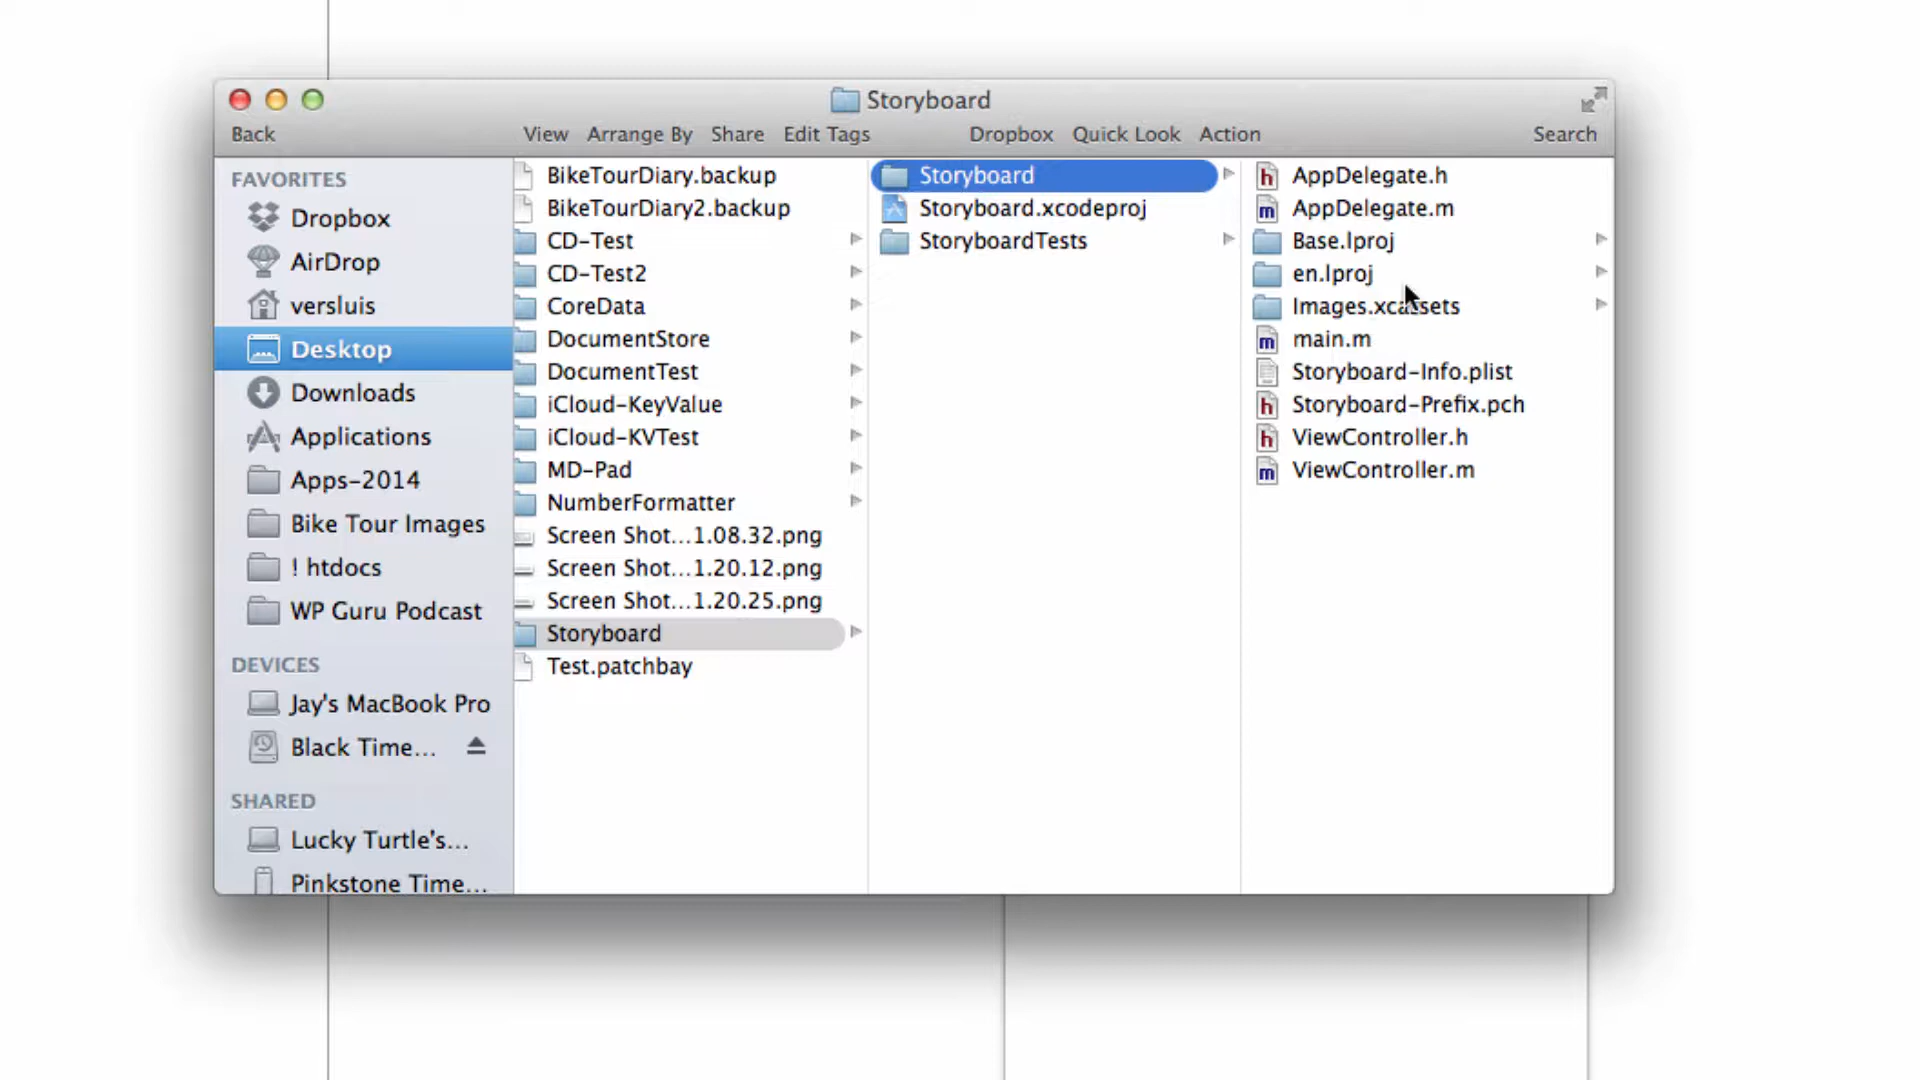 Storyboard
Back View Arrange By Share Edit Tags Dropbox Quick Look Action Search
FAVORITES
Dropbox
AirDrop
versluis
Desktop
Downloads
Applications
Apps-2014
Bike Tour Images
! htdocs
WP Guru Podcast
DEVICES
Jay's MacBook Pro
Black Time...
SHARED
Lucky Turtle's...
Pinkstone Time...
BikeTourDiary.backup
BikeTourDiary2.backup
CD-Test
CD-Test2
CoreData
DocumentStore
DocumentTest
iCloud-KeyValue
iCloud-KVTest
MD-Pad
NumberFormatter
Screen Shot...1.08.32.png
Screen Shot...1.20.12.png
Screen Shot...1.20.25.png
Storyboard
Test.patchbay
Storyboard
Storyboard.xcodeproj
StoryboardTests
AppDelegate.h
AppDelegate.m
Base.lproj
en.lproj
Images.xcassets
main.m
Storyboard-Info.plist
Storyboard-Prefix.pch
ViewController.h
ViewController.m